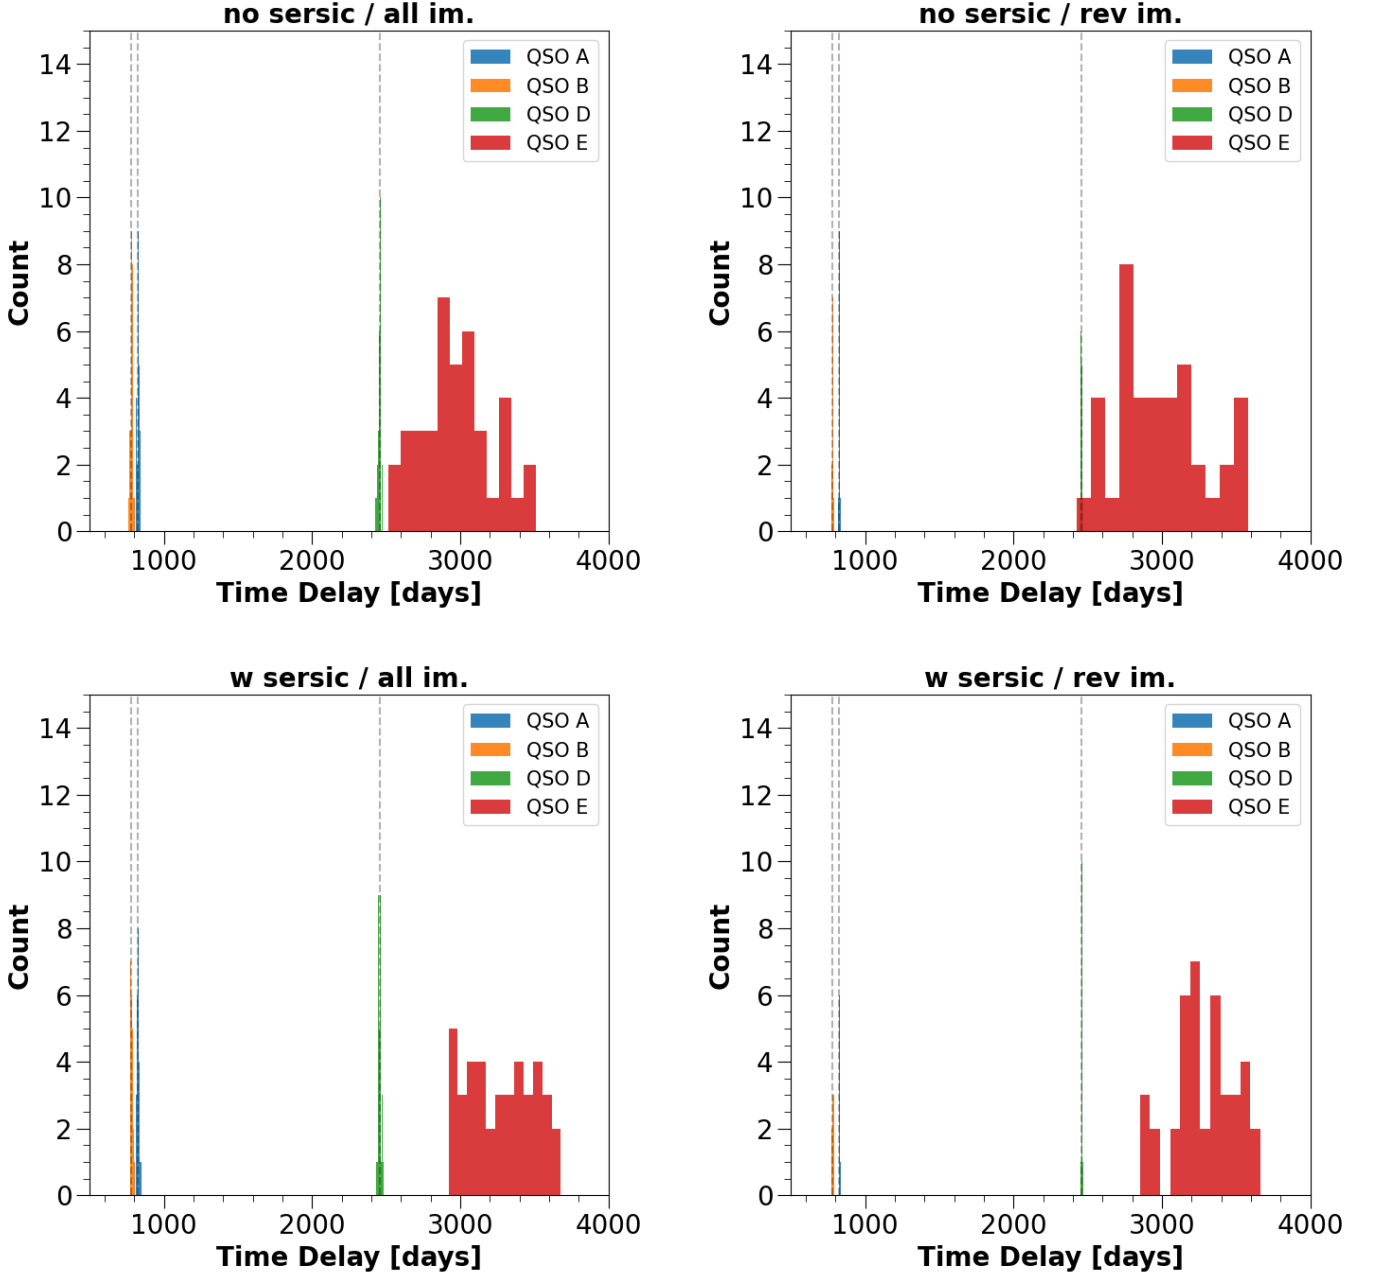 no sersic / all im.
14
12
10
8
6
4
2
0
Count
QSO A
QSO B
QSO D
QSO E
1000
2000
3000
4000
Time Delay [days]
no sersic / rev im.
14
12
10
8
6
4
2
0
Count
QSO A
QSO B
QSO D
QSO E
1000
2000
3000
4000
Time Delay [days]
w sersic / all im.
14
12
10
8
6
4
2
0
Count
QSO A
QSO B
QSO D
QSO E
1000
2000
3000
4000
Time Delay [days]
w sersic / rev im.
14
12
10
8
6
4
2
0
Count
QSO A
QSO B
QSO D
QSO E
1000
2000
3000
4000
Time Delay [days]